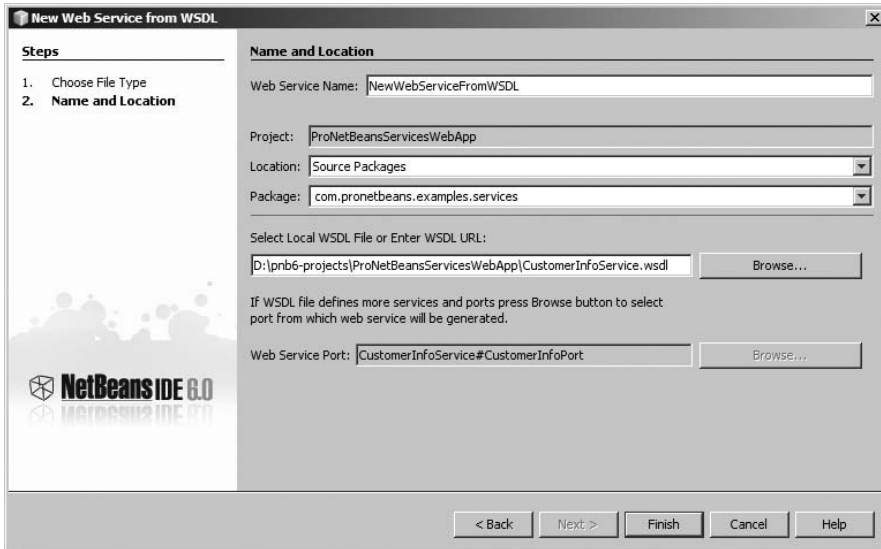 New Web Service from WSDL
Steps
1. Choose File Type
2. Name and Location
Name and Location
Web Service Name: NewWebServiceFromWSDL
Project: ProNetBeansServicesWebApp
Location: Source Packages
Package: com.pronetbeans.examples.services
Select Local WSDL File or Enter WSDL URL:
D:\pnb6-projects\ProNetBeansServicesWebApp\CustomerInfoService.wsdl Browse...
If WSDL file defines more services and ports press Browse button to select
port from which web service will be generated.
Web Service Port: CustomerInfoService#CustomerInfoPort Browse...
NetBeans IDE 6.0
< Back Next > Finish Cancel Help